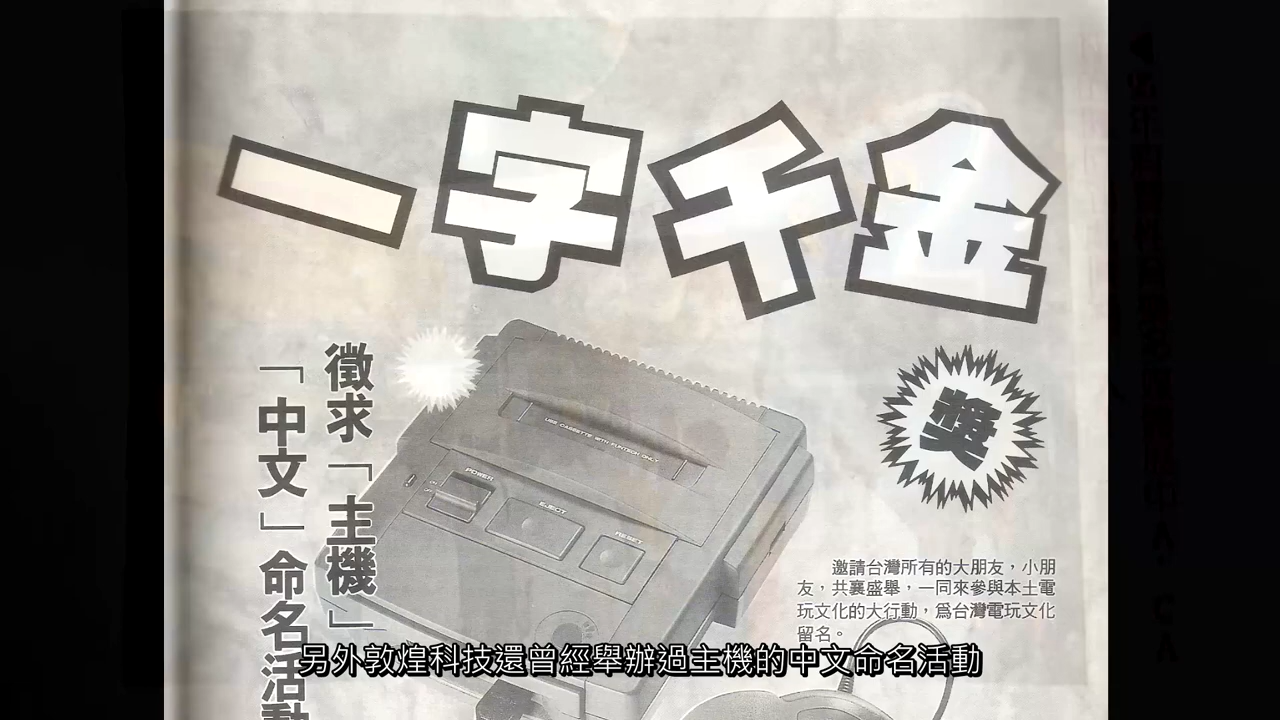 一字千金
獎
徵求「主機」
「中文」命名活動
USE CASSETTE WITH FUNTECH ONLY
POWER
EJECT
RESET
邀請台灣所有的大朋友，小朋
友，共襄盛舉，一同來參與本土電
玩文化的大行動，為台灣電玩文化
留名。
另外敦煌科技還曾經舉辦過主機的中文命名活動